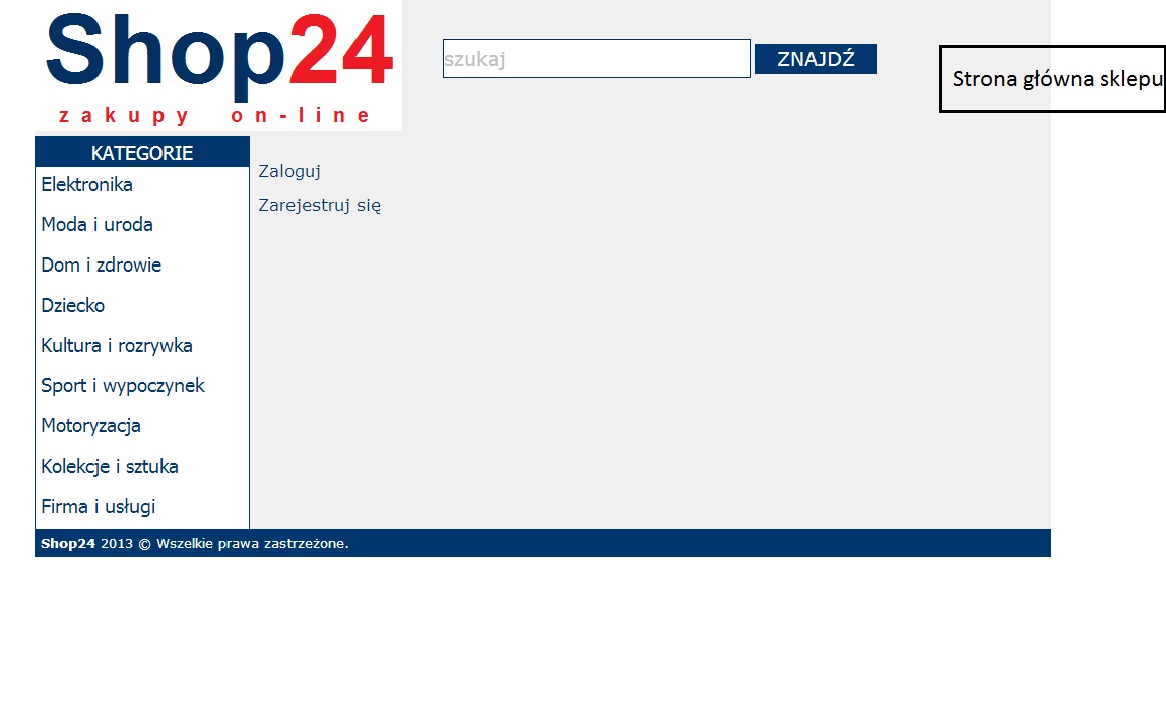 Shop24
zakupy on-line
szukaj
ZNAJDŹ
Strona główna sklepu
KATEGORIE
Elektronika
Moda i uroda
Dom i zdrowie
Dziecko
Kultura i rozrywka
Sport i wypoczynek
Motoryzacja
Kolekcje i sztuka
Firma i usługi
Zaloguj
Zarejestruj się
Shop24 2013 © Wszelkie prawa zastrzeżone.